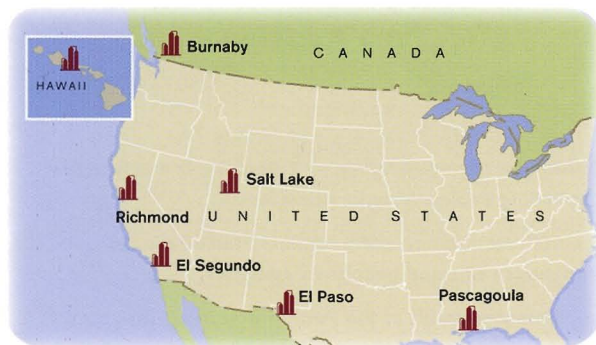 Burnaby
CANADA
HAWAII
Salt Lake
Richmond
UNITED STATES
El Segundo
El Paso
Pascagoula